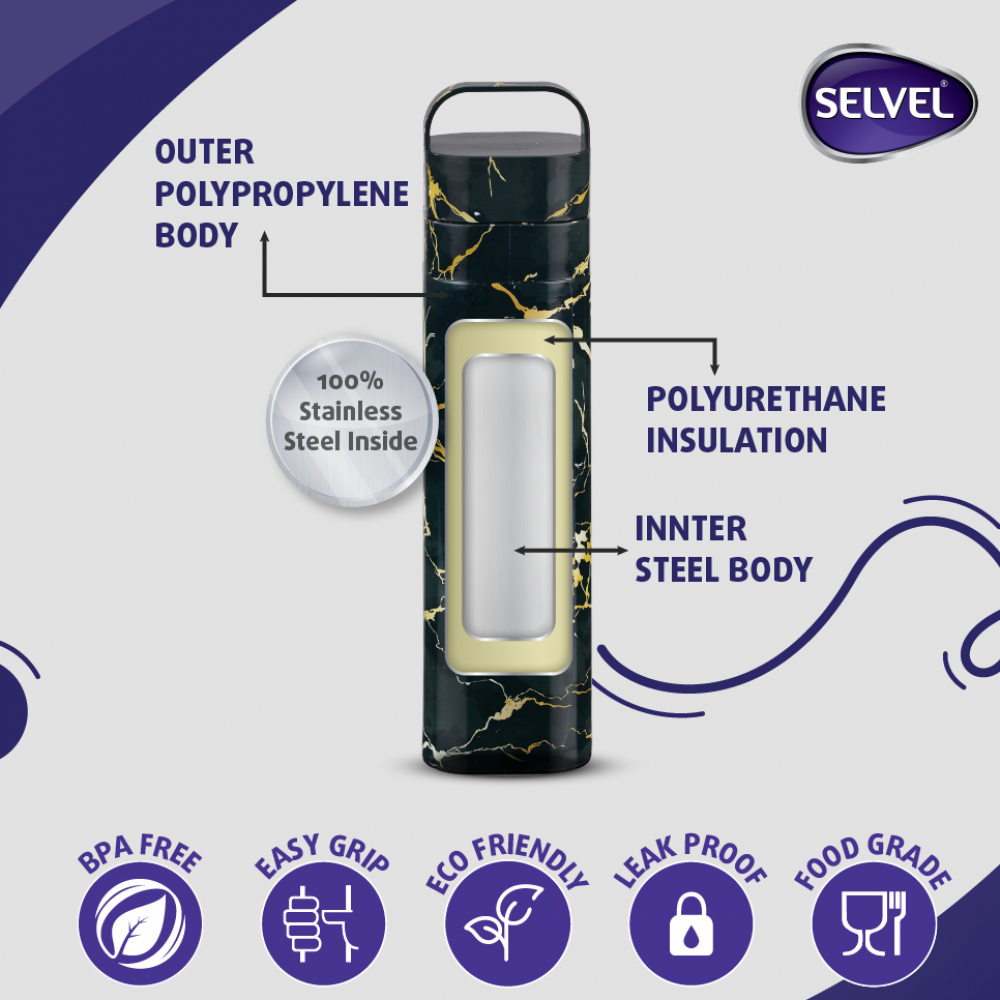 SELVEL®
OUTER
POLYPROPYLENE
BODY
100%
Stainless
Steel Inside
POLYURETHANE
INSULATION
INNTER
STEEL BODY
BPA FREE
EASY GRIP
ECO FRIENDLY
LEAK PROOF
FOOD GRADE